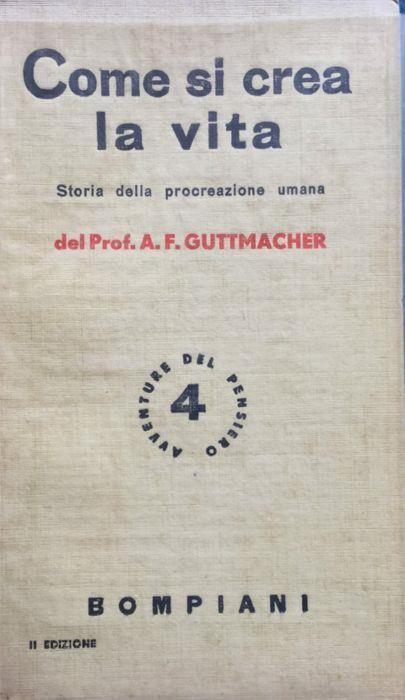 Come si crea
la vita
Storia della procreazione umana
del Prof. A. F. GUTTMACHER
AVVENTURE DEL PENSIERO
4
BOMPIANI
II EDIZIONE